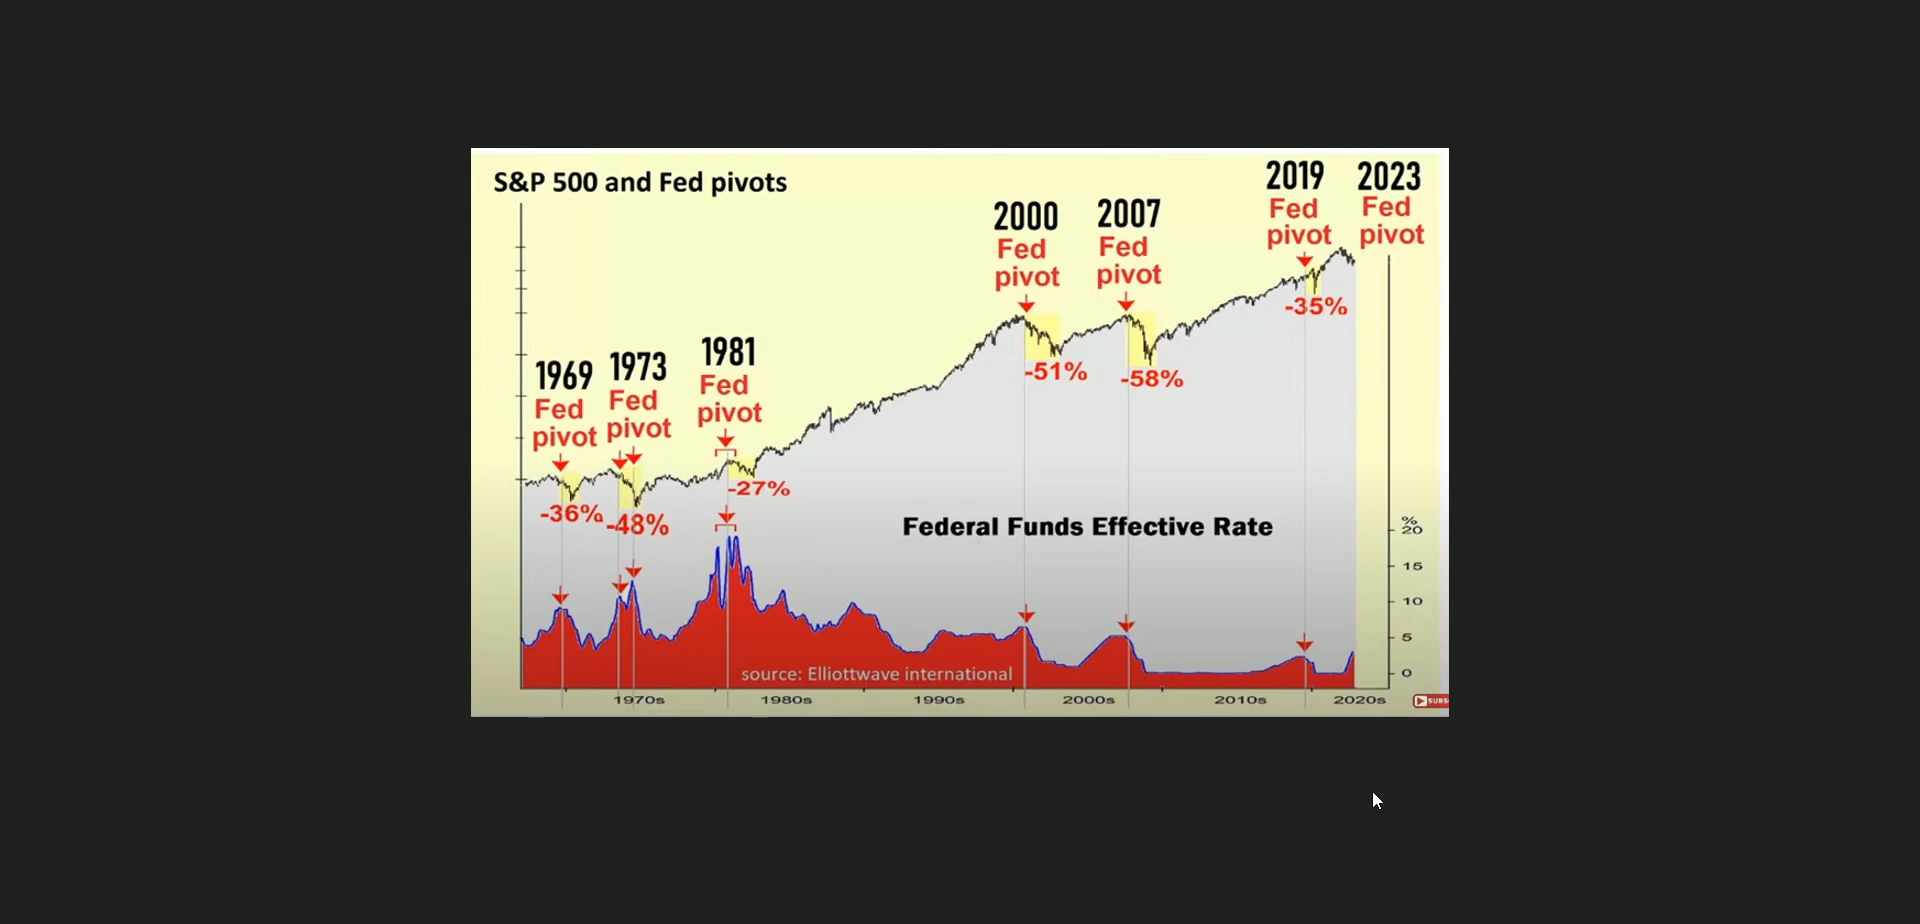 S&P 500 and Fed pivots
1969
Fed
pivot
-36%
1973
Fed
pivot
-48%
1981
Fed
pivot
-27%
2000
Fed
pivot
-51%
2007
Fed
pivot
-58%
2019
Fed
pivot
-35%
2023
Fed
pivot
Federal Funds Effective Rate
%
20
15
10
5
0
source: Elliottwave international
1970s 1980s 1990s 2000s 2010s 2020s